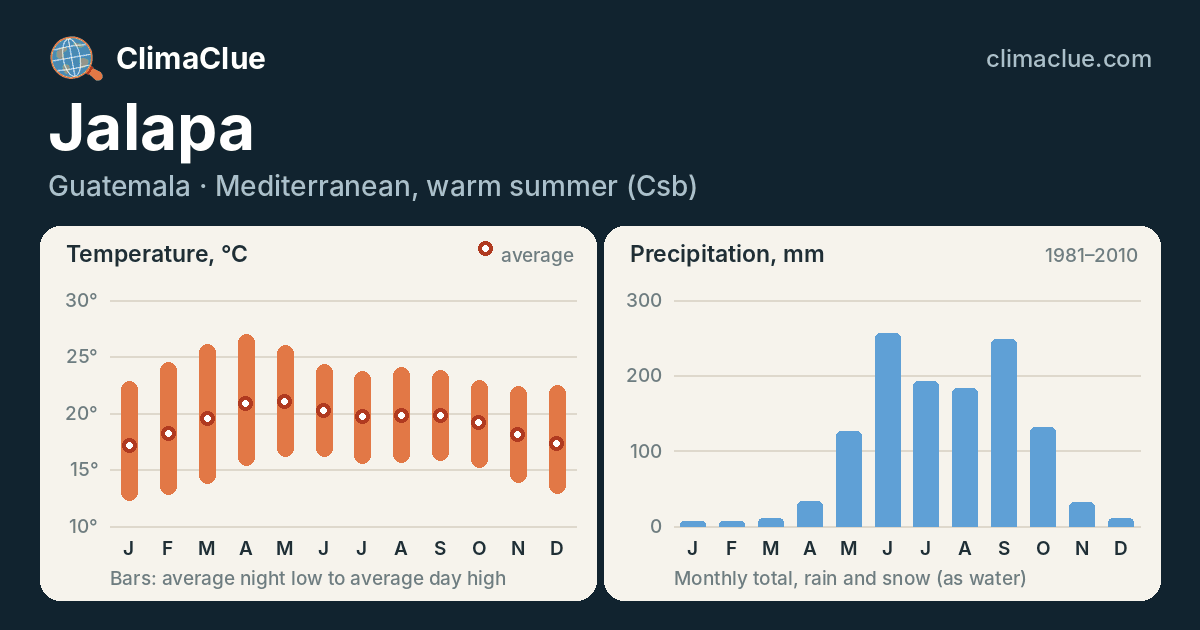 ClimaClue
climaclue.com
Jalapa
Guatemala · Mediterranean, warm summer (Csb)
Temperature, °C
average
30°
25°
20°
15°
10°
J F M A M J J A S O N D
Bars: average night low to average day high
Precipitation, mm
1981–2010
300
200
100
0
J F M A M J J A S O N D
Monthly total, rain and snow (as water)